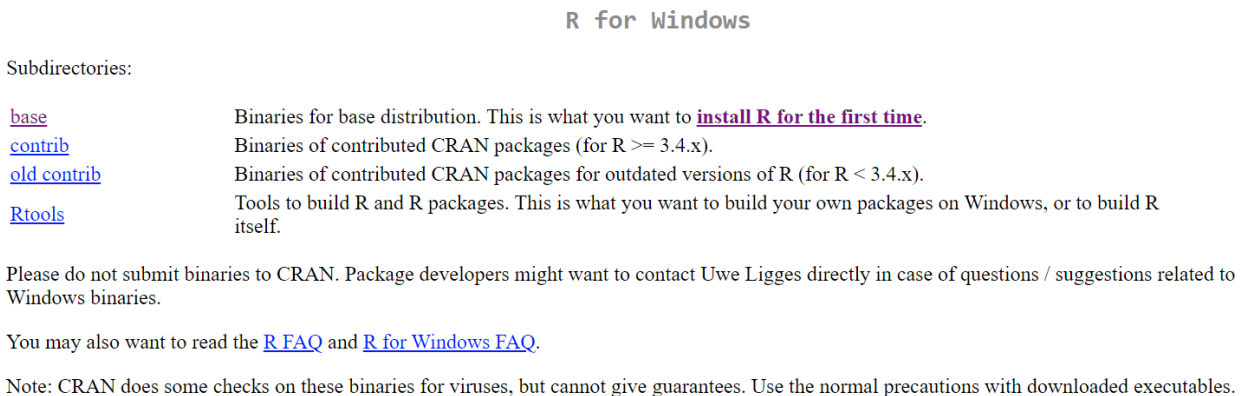 R for Windows
Subdirectories:
base Binaries for base distribution. This is what you want to install R for the first time.
contrib Binaries of contributed CRAN packages (for R >= 3.4.x).
old contrib Binaries of contributed CRAN packages for outdated versions of R (for R < 3.4.x).
Rtools Tools to build R and R packages. This is what you want to build your own packages on Windows, or to build R
itself.
Please do not submit binaries to CRAN. Package developers might want to contact Uwe Ligges directly in case of questions / suggestions related to
Windows binaries.
You may also want to read the R FAQ and R for Windows FAQ.
Note: CRAN does some checks on these binaries for viruses, but cannot give guarantees. Use the normal precautions with downloaded executables.